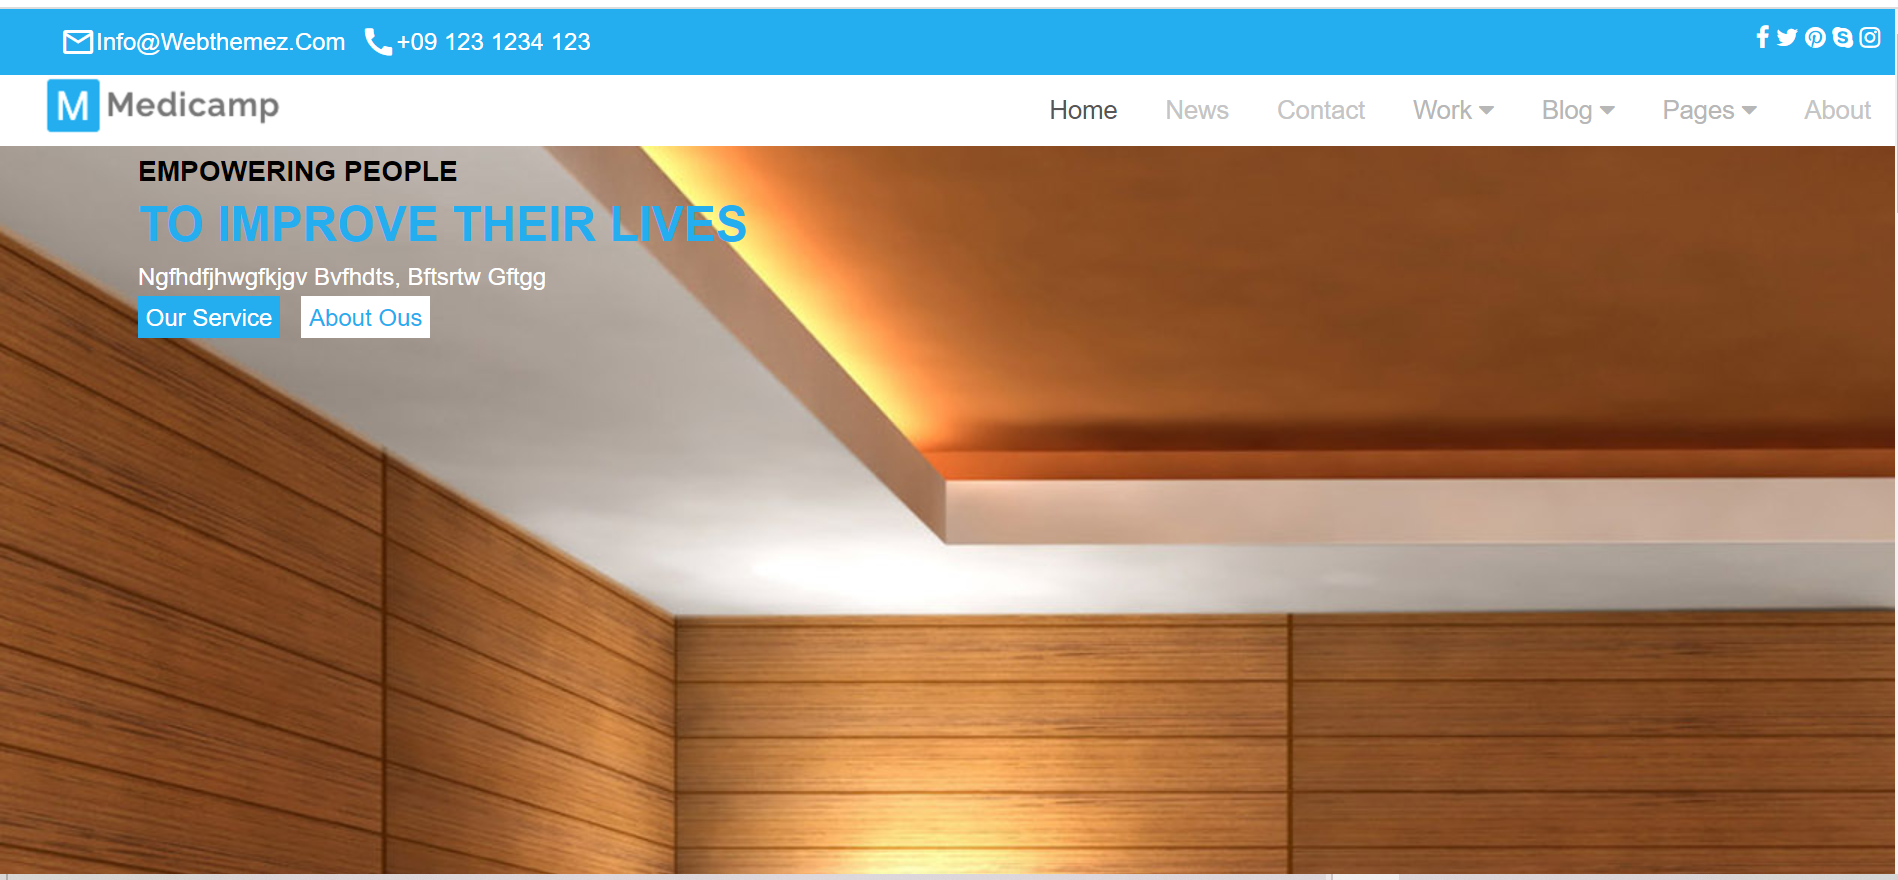 Info@Webthemez.Com +09 123 1234 123
M Medicamp
Home News Contact Work Blog Pages About
EMPOWERING PEOPLE
TO IMPROVE THEIR LIVES
Ngfhdfjhwgfkjgv Bvfhdts, Bftsrtw Gftgg
Our Service About Ous